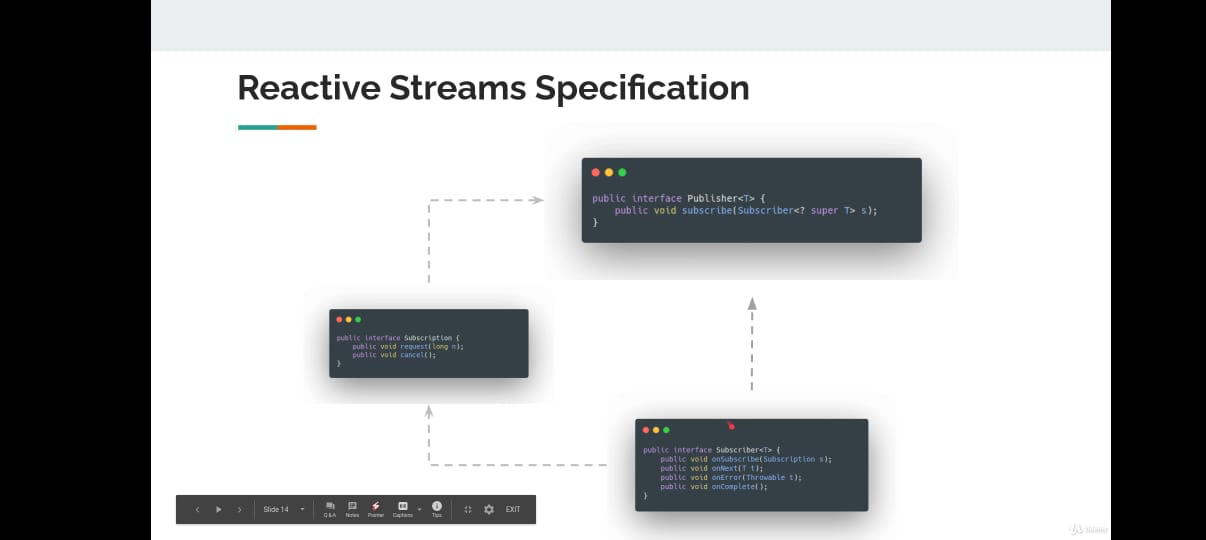 Reactive Streams Specification
public interface Publisher<T> {
public void subscribe(Subscriber<? super T> s);
}
public interface Subscription {
public void request(long n);
public void cancel();
}
public interface Subscriber<T> {
public void onSubscribe(Subscription s);
public void onNext(T t);
public void onError(Throwable t);
public void onComplete();
}
Slide 14
Q&A
Notes
Pointer
Captions
Tips
EXIT
Udemy